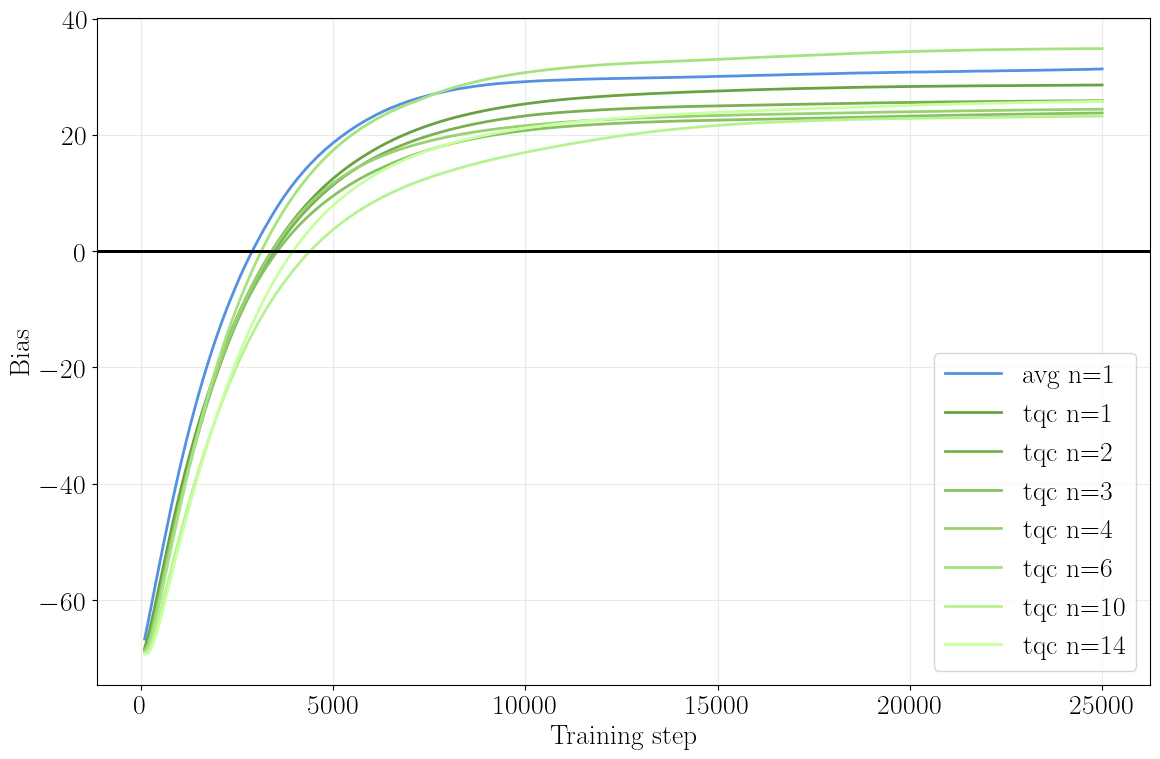 40
20
0
−20
−40
−60
Bias
avg n=1
tqc n=1
tqc n=2
tqc n=3
tqc n=4
tqc n=6
tqc n=10
tqc n=14
0 5000 10000 15000 20000 25000
Training step